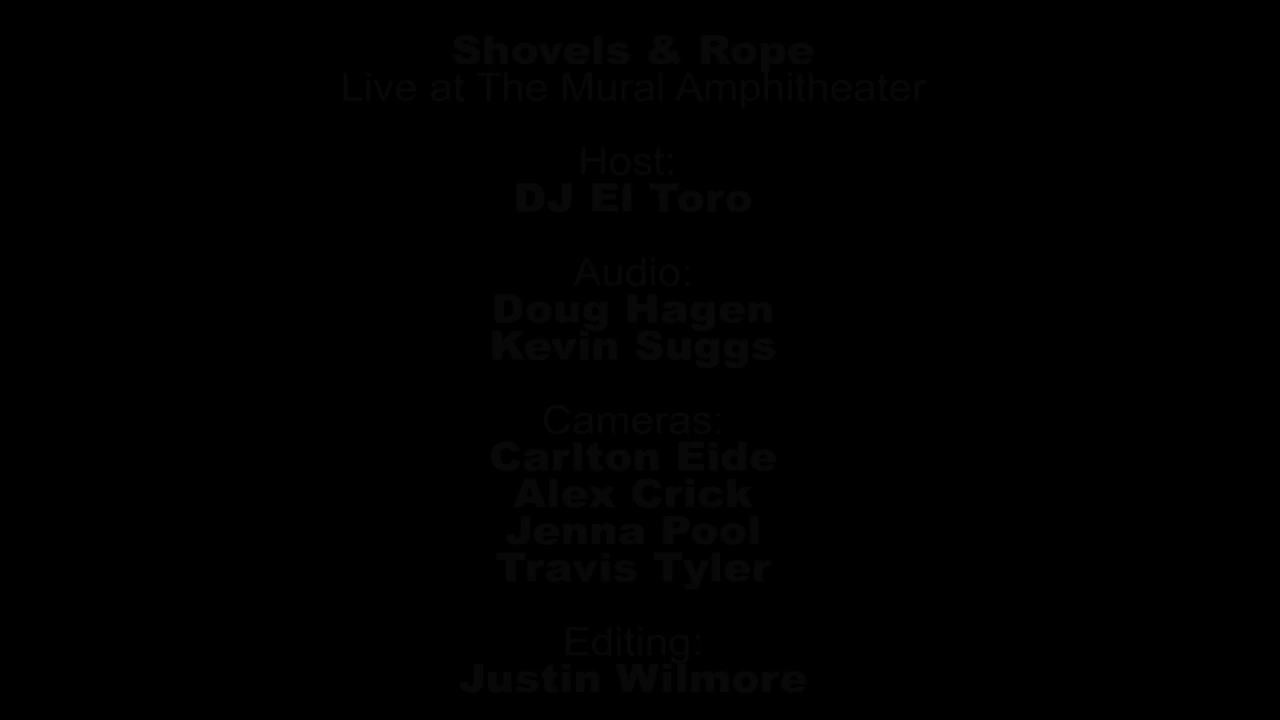 Shovels & Rope
Live at The Mural Amphitheater
Host:
DJ El Toro
Audio:
Doug Hagen
Kevin Suggs
Cameras:
Carlton Eide
Alex Crick
Jenna Pool
Travis Tyler
Editing:
Justin Wilmore